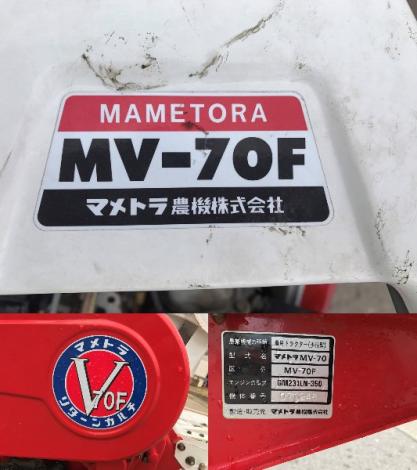 MAMETORA
MV-70F
マメトラ農機株式会社
マメトラ
V
70F
リターンカルチ
農業機械の種類 農用トラクター(歩行型)
型式名 マメトラMV-70
区分 MV-70F
エンジン型式 GM231LN-350
機体番号
製造・販売元 マメトラ農機株式会社